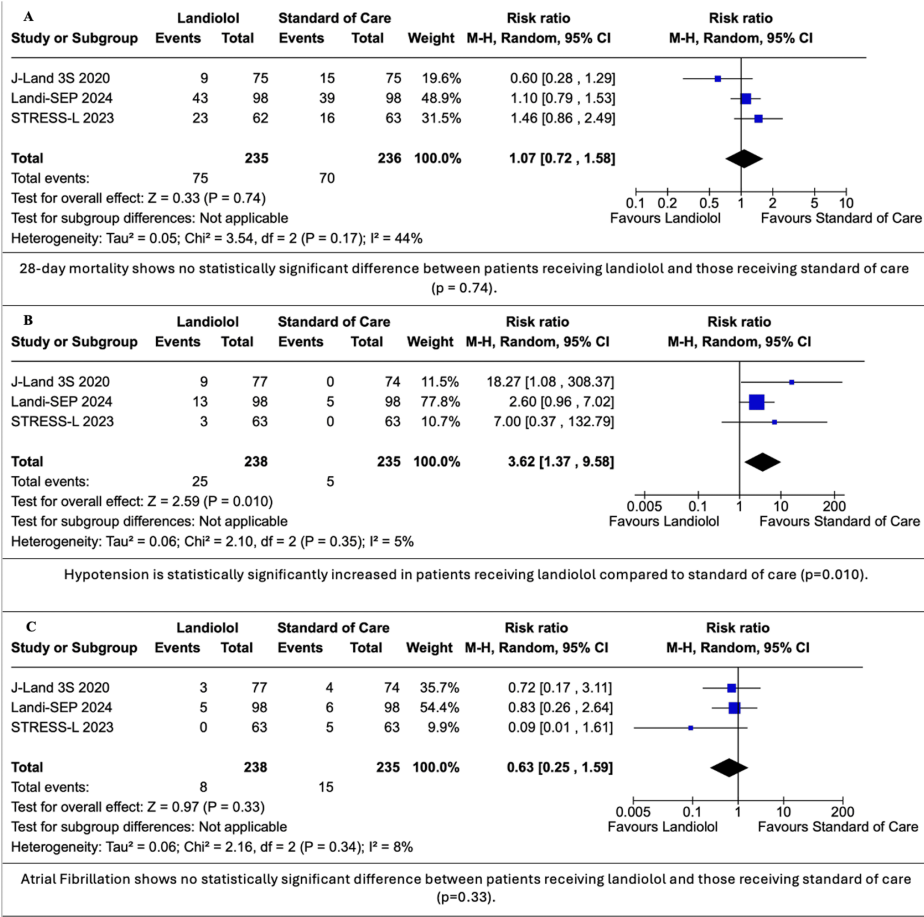 A
Landiolol Standard of Care Risk ratio Risk ratio
Study or Subgroup Events Total Events Total Weight M-H, Random, 95% CI M-H, Random, 95% CI
J-Land 3S 2020 9 75 15 75 19.6% 0.60 [0.28 , 1.29]
Landi-SEP 2024 43 98 39 98 48.9% 1.10 [0.79 , 1.53]
STRESS-L 2023 23 62 16 63 31.5% 1.46 [0.86 , 2.49]
Total 235 236 100.0% 1.07 [0.72 , 1.58]
Total events: 75 70
Test for overall effect: Z = 0.33 (P = 0.74)
Test for subgroup differences: Not applicable
Heterogeneity: Tau² = 0.05; Chi² = 3.54, df = 2 (P = 0.17); I² = 44%
0.1 0.2 0.5 1 2 5 10
Favours Landiolol Favours Standard of Care
28-day mortality shows no statistically significant difference between patients receiving landiolol and those receiving standard of care
(p = 0.74).
B
Landiolol Standard of Care Risk ratio Risk ratio
Study or Subgroup Events Total Events Total Weight M-H, Random, 95% CI M-H, Random, 95% CI
J-Land 3S 2020 9 77 0 74 11.5% 18.27 [1.08 , 308.37]
Landi-SEP 2024 13 98 5 98 77.8% 2.60 [0.96 , 7.02]
STRESS-L 2023 3 63 0 63 10.7% 7.00 [0.37 , 132.79]
Total 238 235 100.0% 3.62 [1.37 , 9.58]
Total events: 25 5
Test for overall effect: Z = 2.59 (P = 0.010)
Test for subgroup differences: Not applicable
Heterogeneity: Tau² = 0.06; Chi² = 2.10, df = 2 (P = 0.35); I² = 5%
0.005 0.1 1 10 200
Favours Landiolol Favours Standard of Care
Hypotension is statistically significantly increased in patients receiving landiolol compared to standard of care (p=0.010).
C
Landiolol Standard of Care Risk ratio Risk ratio
Study or Subgroup Events Total Events Total Weight M-H, Random, 95% CI M-H, Random, 95% CI
J-Land 3S 2020 3 77 4 74 35.7% 0.72 [0.17 , 3.11]
Landi-SEP 2024 5 98 6 98 54.4% 0.83 [0.26 , 2.64]
STRESS-L 2023 0 63 5 63 9.9% 0.09 [0.01 , 1.61]
Total 238 235 100.0% 0.63 [0.25 , 1.59]
Total events: 8 15
Test for overall effect: Z = 0.97 (P = 0.33)
Test for subgroup differences: Not applicable
Heterogeneity: Tau² = 0.06; Chi² = 2.16, df = 2 (P = 0.34); I² = 8%
0.005 0.1 1 10 200
Favours Landiolol Favours Standard of Care
Atrial Fibrillation shows no statistically significant difference between patients receiving landiolol and those receiving standard of care
(p=0.33).